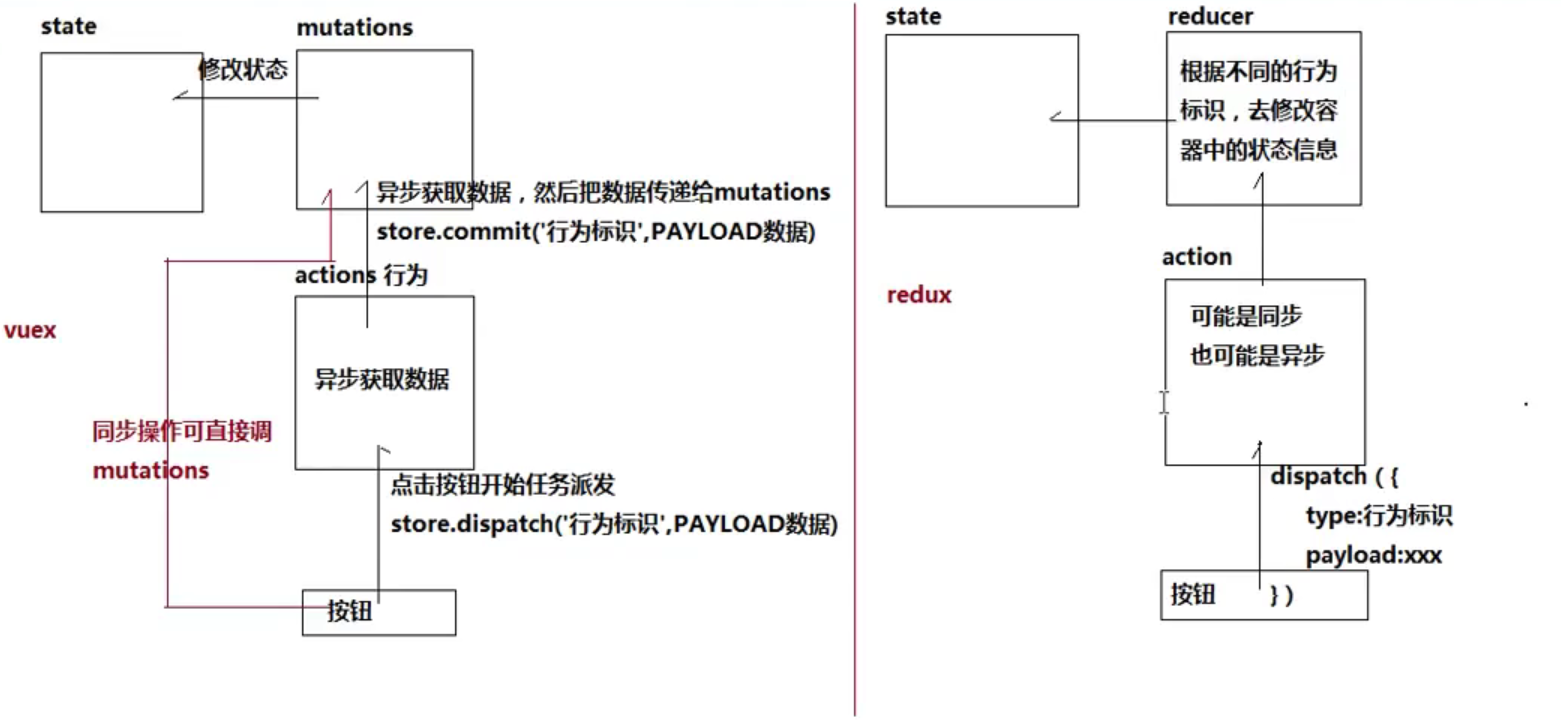 state
mutations
修改状态
异步获取数据，然后把数据传递给mutations
store.commit('行为标识',PAYLOAD数据)
actions 行为
vuex
异步获取数据
同步操作可直接调
mutations
点击按钮开始任务派发
store.dispatch('行为标识',PAYLOAD数据)
按钮
state
reducer
根据不同的行为
标识，去修改容
器中的状态信息
action
redux
可能是同步
也可能是异步
dispatch ( {
type:行为标识
payload:xxx
按钮 } )